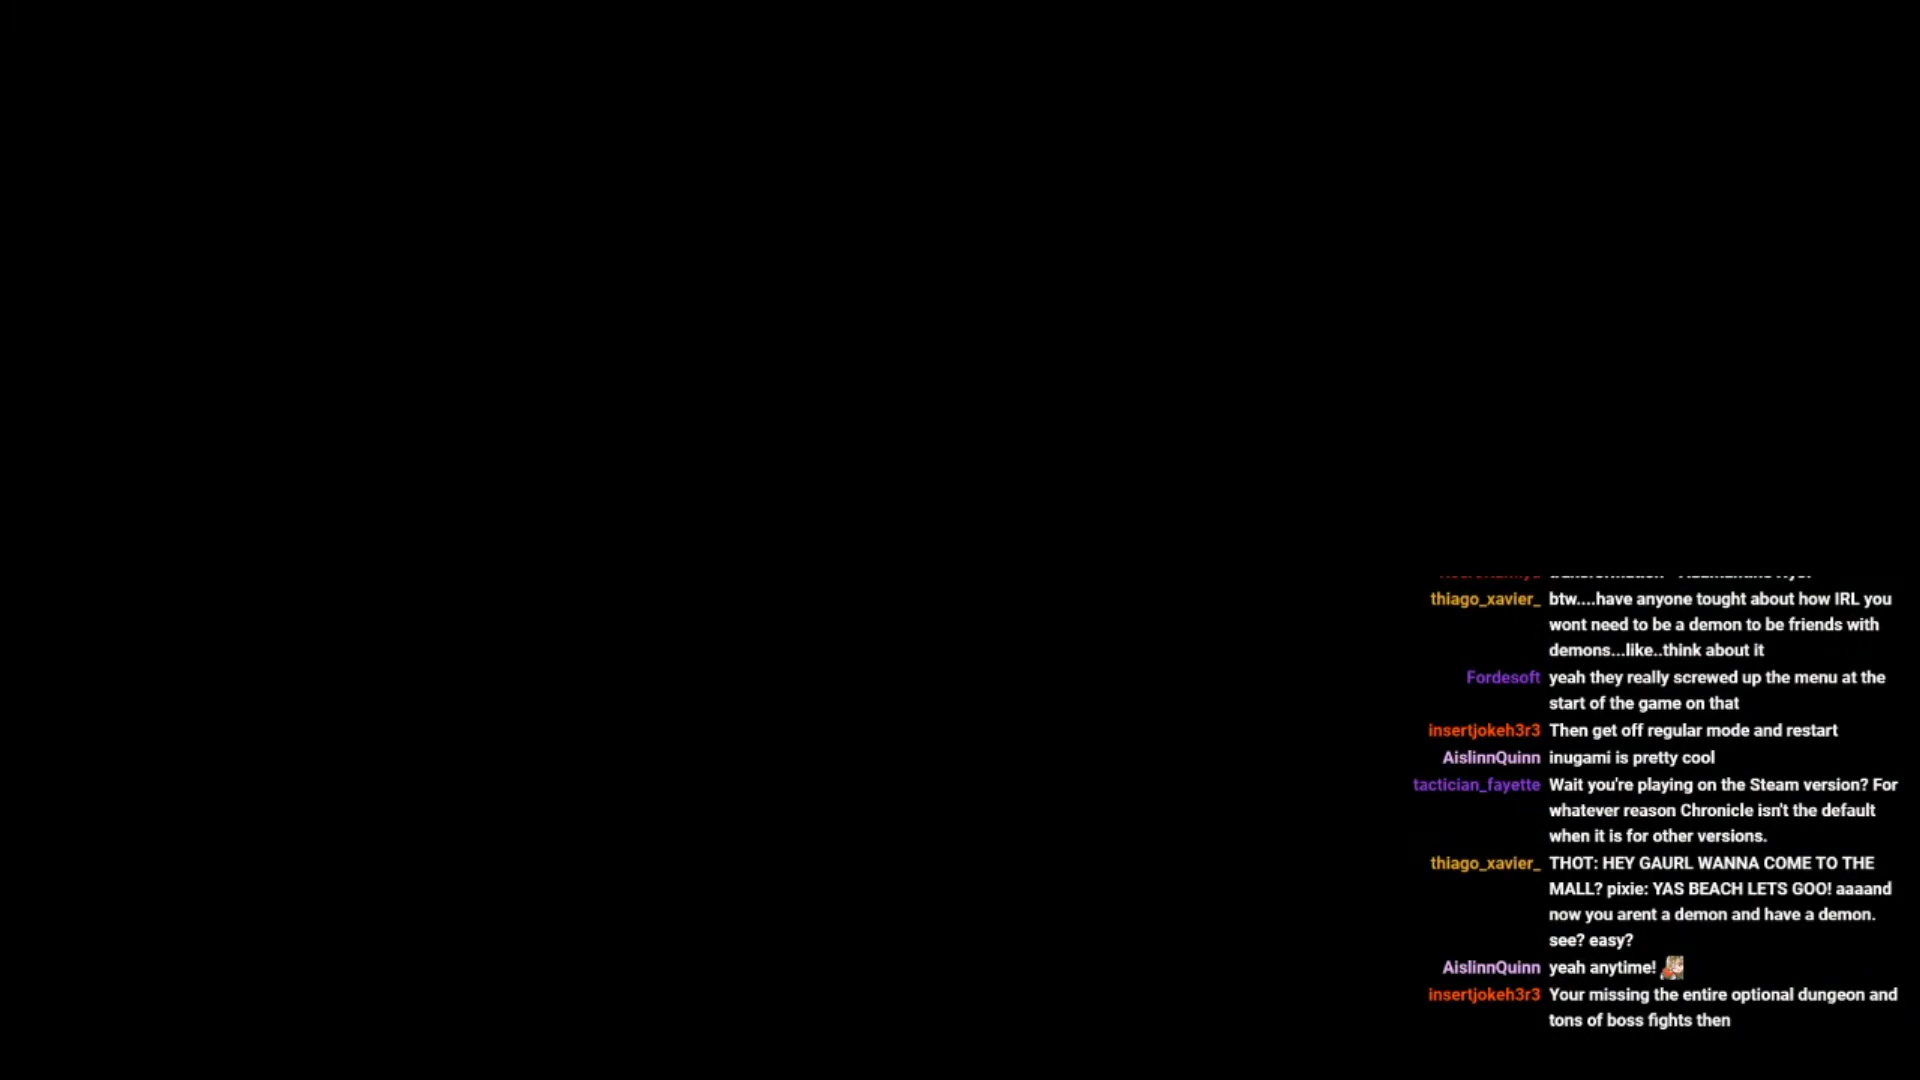 thiago_xavier_ btw....have anyone tought about how IRL you
wont need to be a demon to be friends with
demons...like..think about it
Fordesoft yeah they really screwed up the menu at the
start of the game on that
insertjokeh3r3 Then get off regular mode and restart
AislinnQuinn inugami is pretty cool
tactician_fayette Wait you're playing on the Steam version? For
whatever reason Chronicle isn't the default
when it is for other versions.
thiago_xavier_ THOT: HEY GAURL WANNA COME TO THE
MALL? pixie: YAS BEACH LETS GOO! aaaand
now you arent a demon and have a demon.
see? easy?
AislinnQuinn yeah anytime!
insertjokeh3r3 Your missing the entire optional dungeon and
tons of boss fights then